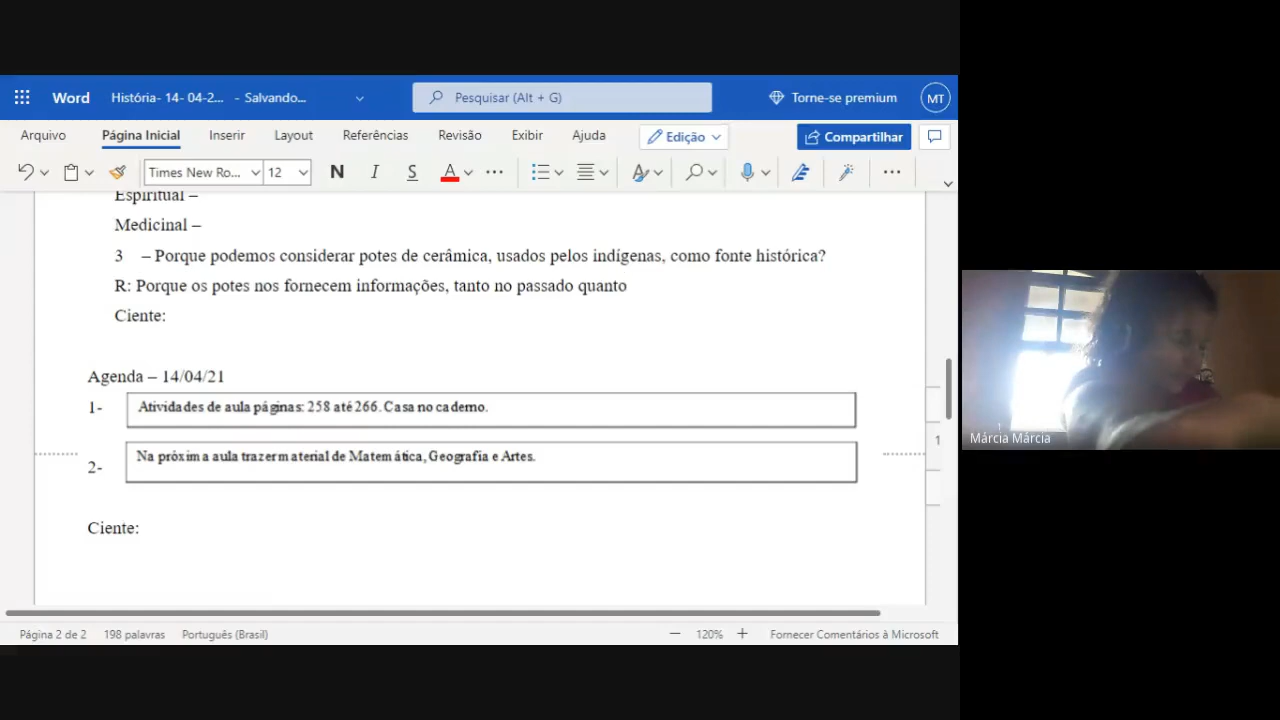 Word História- 14- 04-2... - Salvando... Pesquisar (Alt + G) Torne-se premium MT
Arquivo Página Inicial Inserir Layout Referências Revisão Exibir Ajuda Edição Compartilhar
Times New Ro... 12 N I S A ... ...
Espiritual –
Medicinal –
3 – Porque podemos considerar potes de cerâmica, usados pelos indígenas, como fonte histórica?
R: Porque os potes nos fornecem informações, tanto no passado quanto
Ciente:
Agenda – 14/04/21
1- Atividades de aula páginas: 258 até 266. Casa no caderno.
2- Na próxima aula trazer material de Matemática, Geografia e Artes.
Ciente:
1
Página 2 de 2 198 palavras Português (Brasil) — 120% + Fornecer Comentários à Microsoft
Márcia Márcia